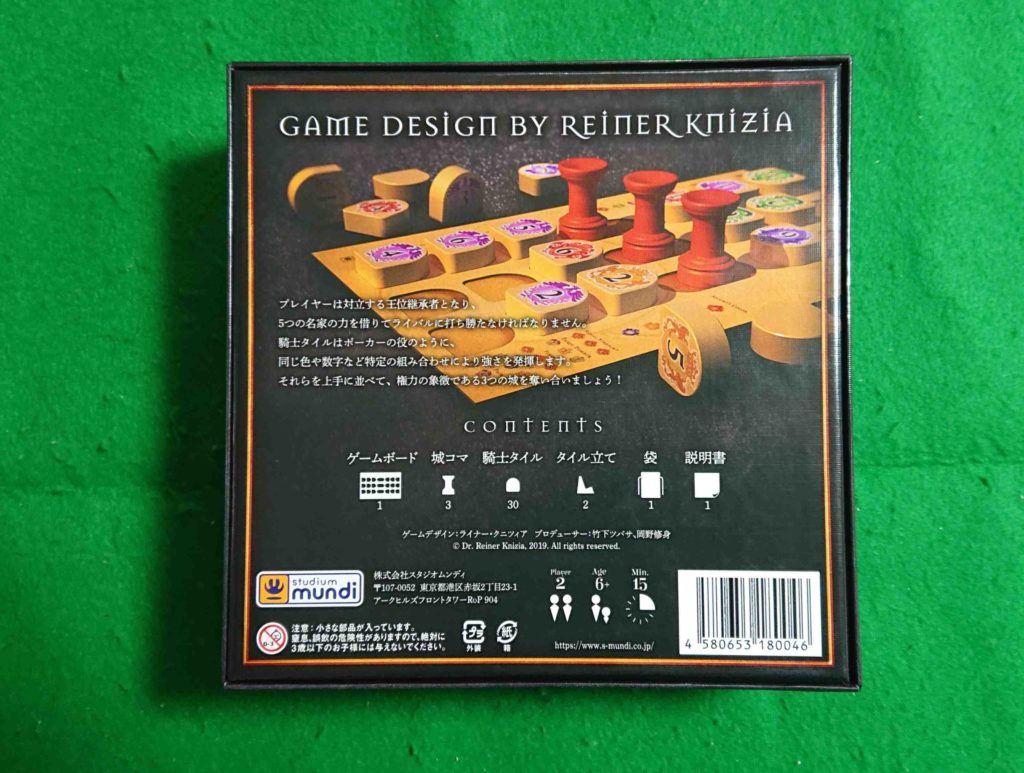 GAME DESIGN BY REINER KNIZIA
4
6
5
6
2
2
0
5
プレイヤーは対立する王位継承者となり、
5つの名家の力を借りてライバルに打ち勝たなければなりません。
騎士タイルはポーカーの役のように、
同じ色や数字など特定の組み合わせにより強さを発揮します。
それらを上手に並べて、権力の象徴である3つの城を奪い合いましょう！
CONTENTS
ゲームボード 城コマ 騎士タイル タイル立て 袋 説明書
1 3 30 2 1 1
ゲームデザイン:ライナー・クニツィア プロデューサー:竹下ツバサ、岡野修身
© Dr. Reiner Knizia, 2019. All rights reserved.
studium
mundi
株式会社スタジオムンディ
〒107-0052 東京都港区赤坂2丁目23-1
アークヒルズフロントタワーRoP 904
Player Age Min.
2 6+ 15
0-3
注意：小さな部品が入っています。
窒息、誤飲の危険性がありますので、絶対に
3歳以下のお子様には与えないでください。
プラ 紙
外装 箱
https://www.s-mundi.co.jp/
4 580653 180046